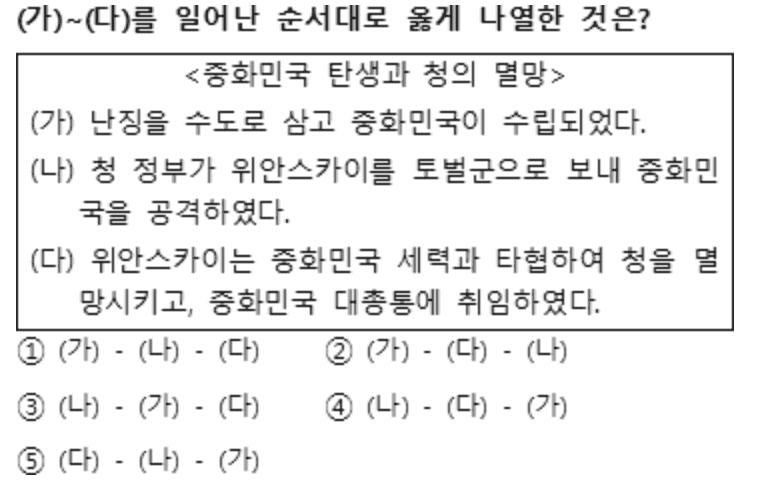 (가)~(다)를 일어난 순서대로 옳게 나열한 것은?
<중화민국 탄생과 청의 멸망>
(가) 난징을 수도로 삼고 중화민국이 수립되었다.
(나) 청 정부가 위안스카이를 토벌군으로 보내 중화민
국을 공격하였다.
(다) 위안스카이는 중화민국 세력과 타협하여 청을 멸
망시키고, 중화민국 대총통에 취임하였다.
① (가) - (나) - (다) ② (가) - (다) - (나)
③ (나) - (가) - (다) ④ (나) - (다) - (가)
⑤ (다) - (나) - (가)